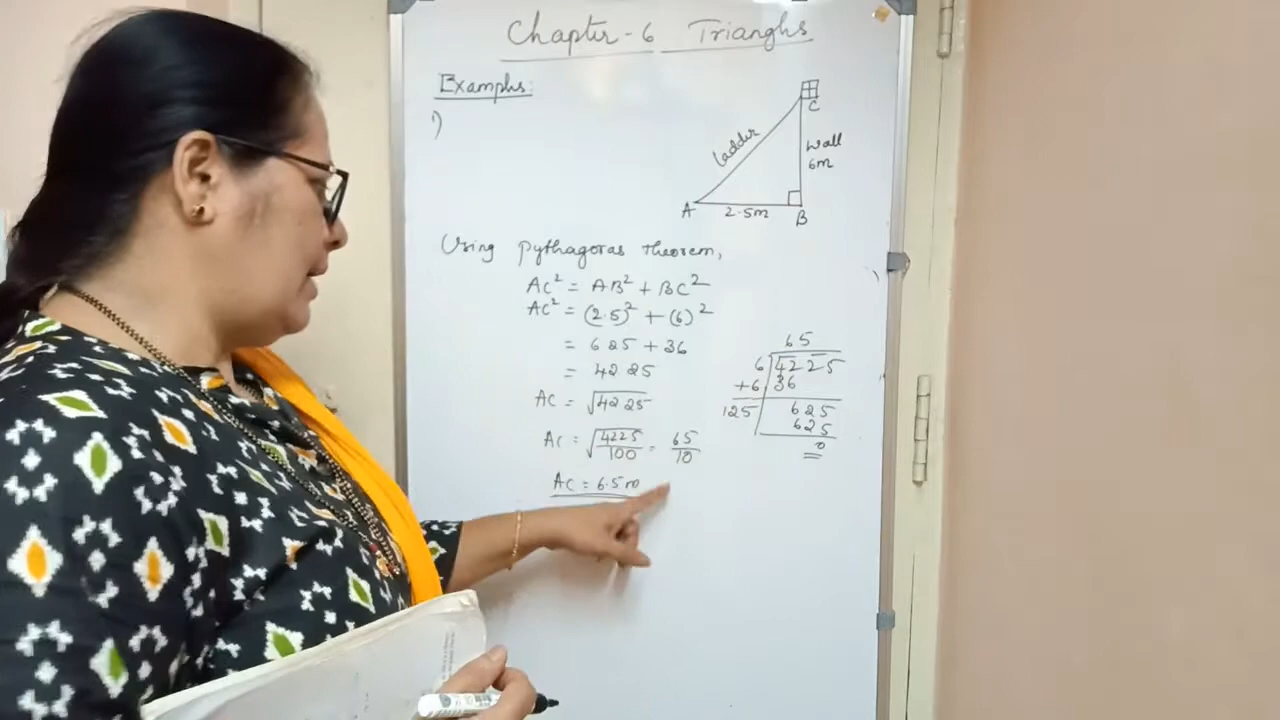 Chapter-6 Triangles
Examples:
1)
C
Ladder
Wall
6m
A
2.5m
B
Using pythagoras theorem,
AC² = AB² + BC²
AC² = (2.5)² + (6)²
= 625 + 36
= 42 25
AC = √42 25
AC = √4225/100 = 65/10
AC = 6.5m
65
6 4225
+6 36
125 625
625
0